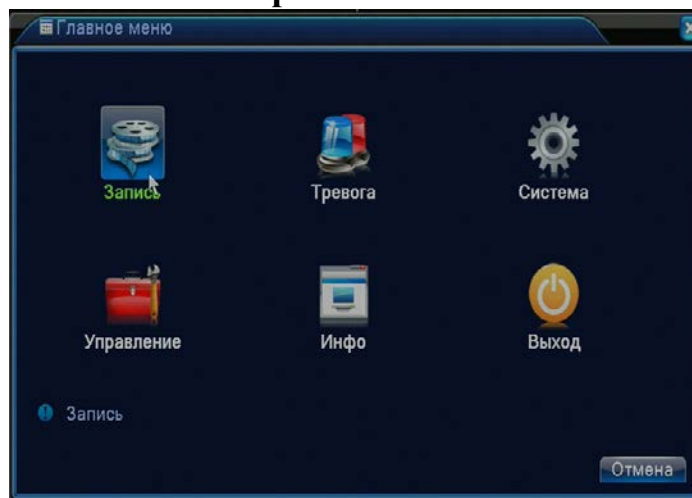 Главное меню
Запись
Тревога
Система
Управление
Инфо
Выход
Запись
Отмена